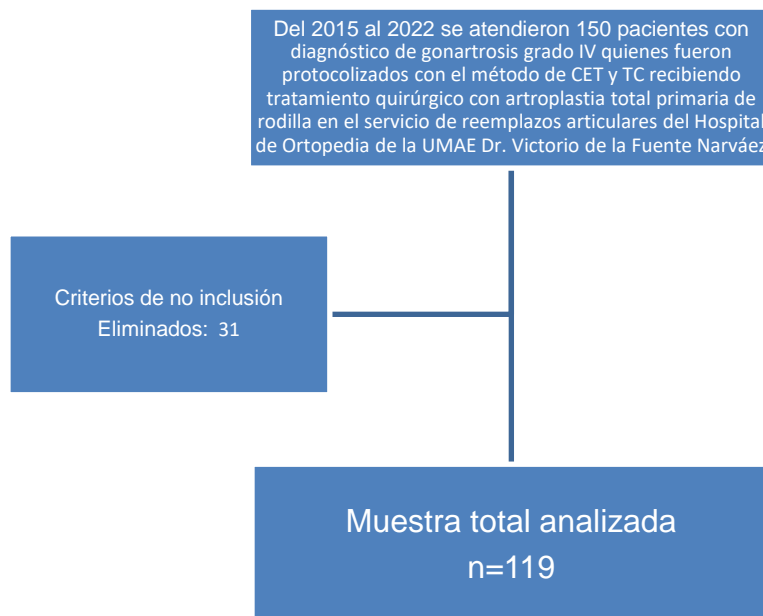 Del 2015 al 2022 se atendieron 150 pacientes con
diagnóstico de gonartrosis grado IV quienes fueron
protocolizados con el método de CET y TC recibiendo
tratamiento quirúrgico con artroplastia total primaria de
rodilla en el servicio de reemplazos articulares del Hospital
de Ortopedia de la UMAE Dr. Victorio de la Fuente Narváez
Criterios de no inclusión
Eliminados: 31
Muestra total analizada
n=119